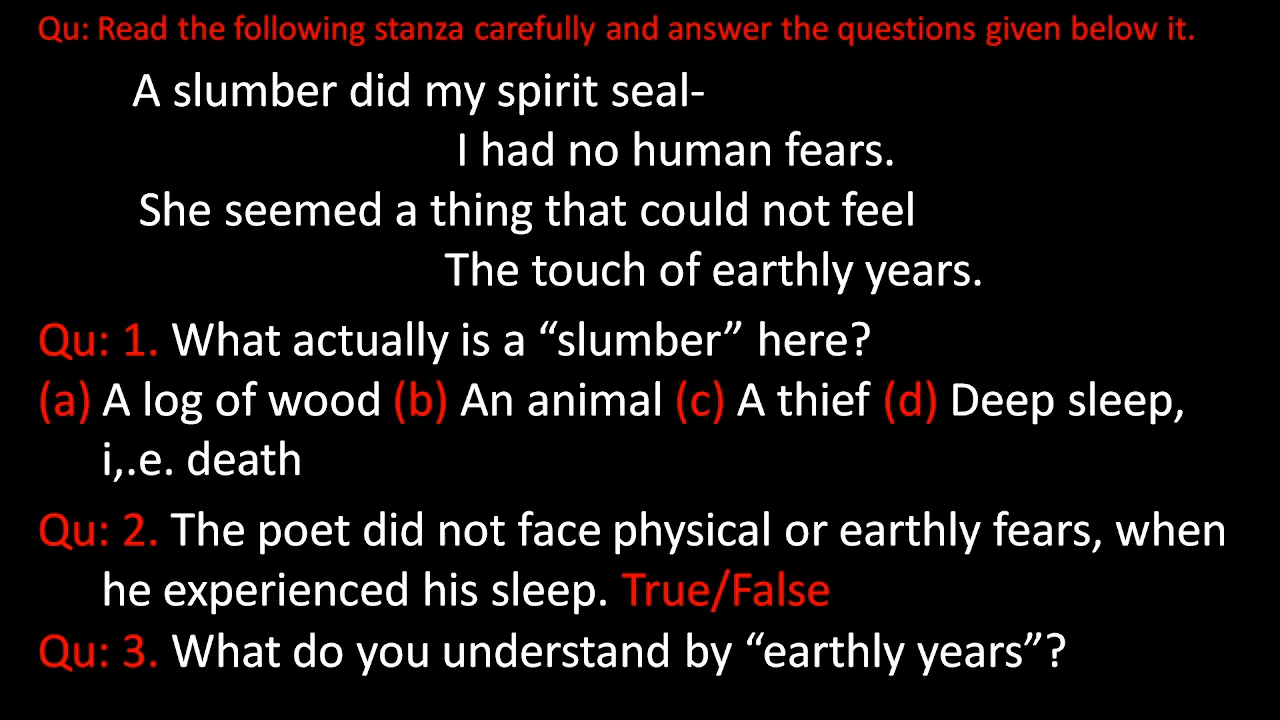 Qu: Read the following stanza carefully and answer the questions given below it.
A slumber did my spirit seal-
I had no human fears.
She seemed a thing that could not feel
The touch of earthly years.
Qu: 1. What actually is a “slumber” here?
(a) A log of wood (b) An animal (c) A thief (d) Deep sleep,
i,.e. death
Qu: 2. The poet did not face physical or earthly fears, when
he experienced his sleep. True/False
Qu: 3. What do you understand by “earthly years”?